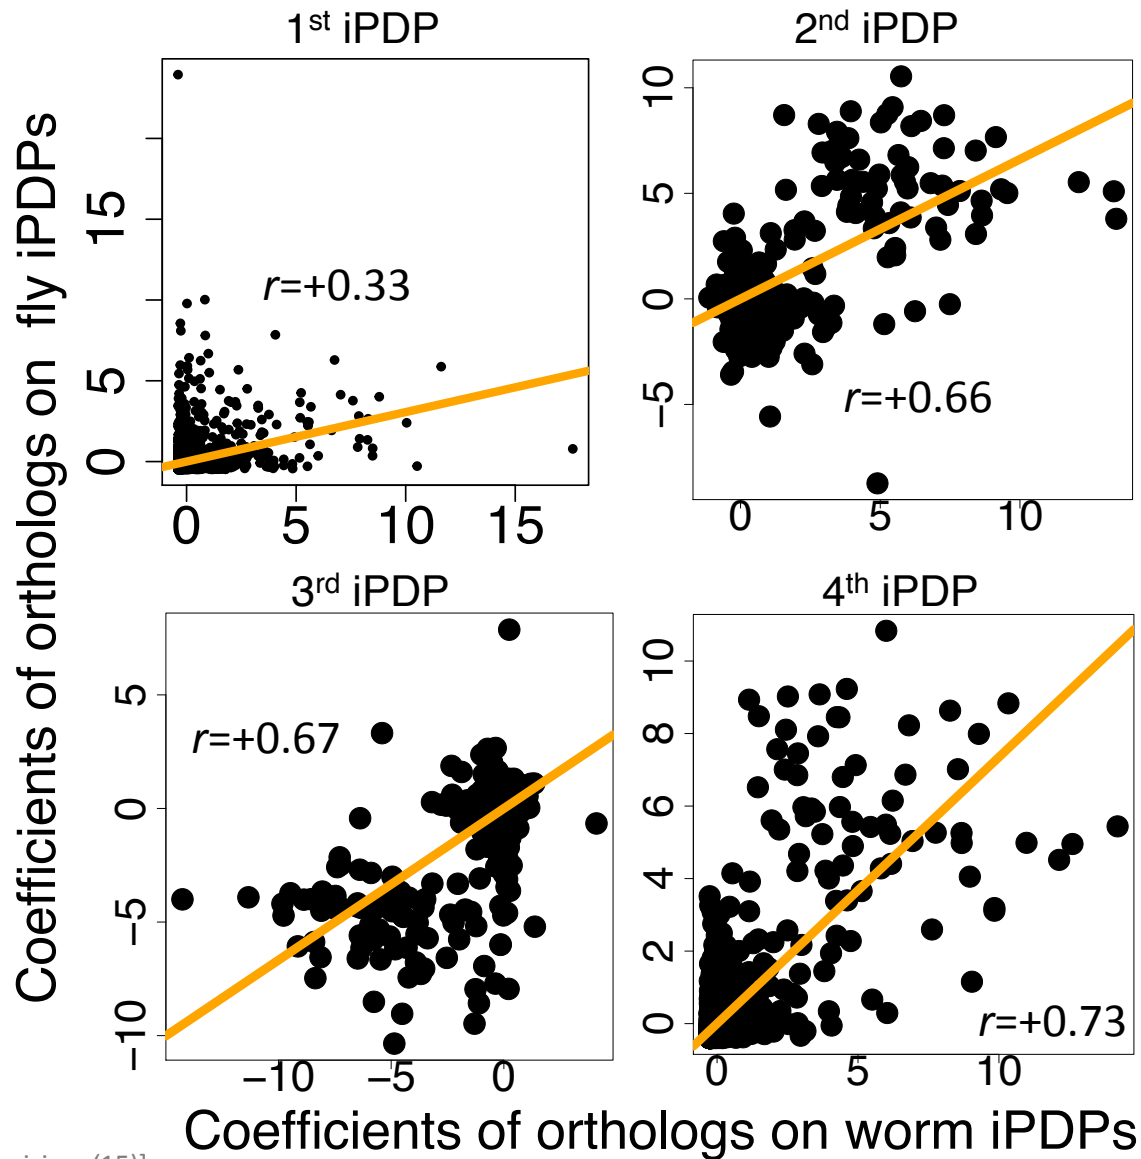 1st iPDP
2nd iPDP
Coefficients of orthologs on fly iPDPs
15
5
0
r=+0.33
0 5 10 15
10
5
0
−5
r=+0.66
0 5 10
3rd iPDP
4th iPDP
5
0
−5
−10
r=+0.67
−10 −5 0
10
8
6
4
2
0
r=+0.73
0 5 10
Coefficients of orthologs on worm iPDPs